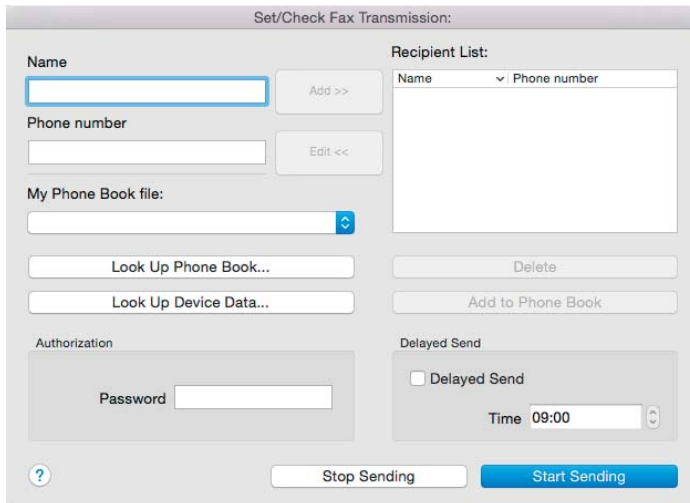 Set/Check Fax Transmission:
Name
Add >>
Phone number
Edit <<
My Phone Book file:
Look Up Phone Book...
Look Up Device Data...
Recipient List:
Name Phone number
Delete
Add to Phone Book
Authorization
Password
Delayed Send
Delayed Send
Time 09:00
?
Stop Sending
Start Sending